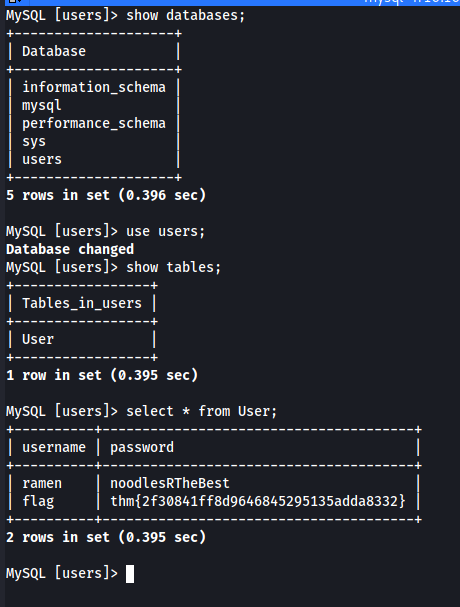 MySQL [users]> show databases;
+--------------------+
| Database           |
+--------------------+
| information_schema |
| mysql              |
| performance_schema |
| sys                |
| users              |
+--------------------+
5 rows in set (0.396 sec)
MySQL [users]> use users;
Database changed
MySQL [users]> show tables;
+-----------------+
| Tables_in_users |
+-----------------+
| User            |
+-----------------+
1 row in set (0.395 sec)
MySQL [users]> select * from User;
+----------+---------------------------------------+
| username | password                              |
+----------+---------------------------------------+
| ramen    | noodlesRTheBest                       |
| flag     | thm{2f30841ff8d9646845295135adda8332} |
+----------+---------------------------------------+
2 rows in set (0.395 sec)
MySQL [users]>